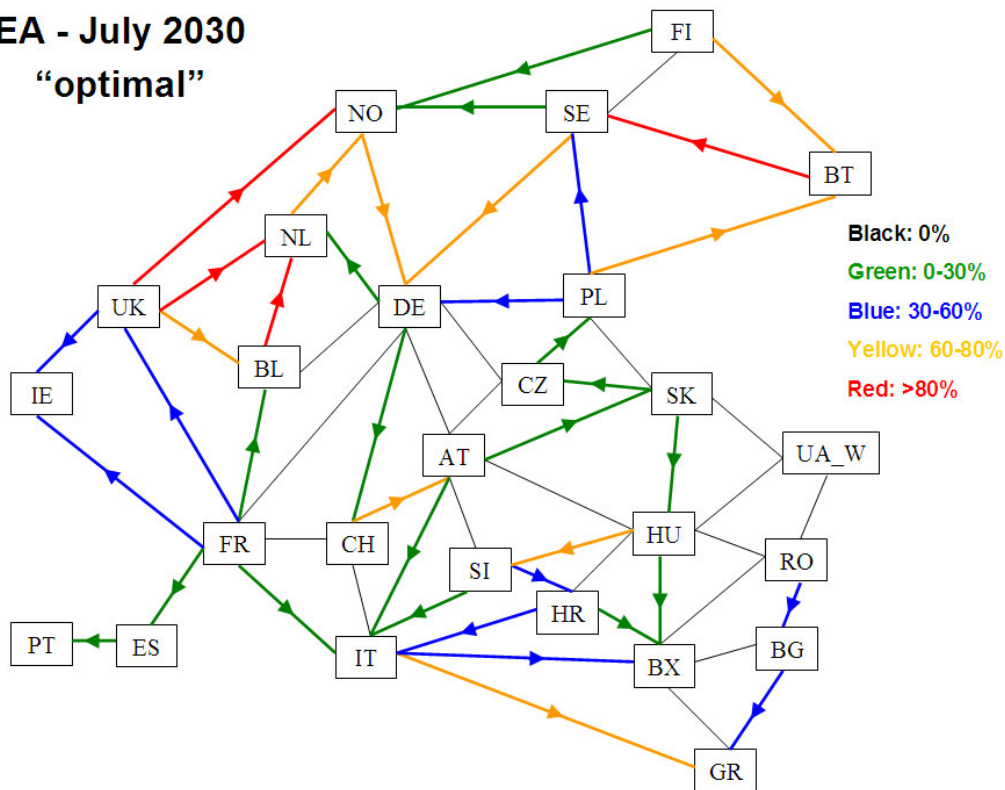 EA - July 2030
“optimal”
FI
NO
SE
BT
NL
Black: 0%
Green: 0-30%
UK
DE
PL
Blue: 30-60%
Yellow: 60-80%
BL
CZ
Red: >80%
IE
SK
AT
UA_W
FR
CH
HU
SI
RO
HR
PT
ES
IT
BX
BG
GR